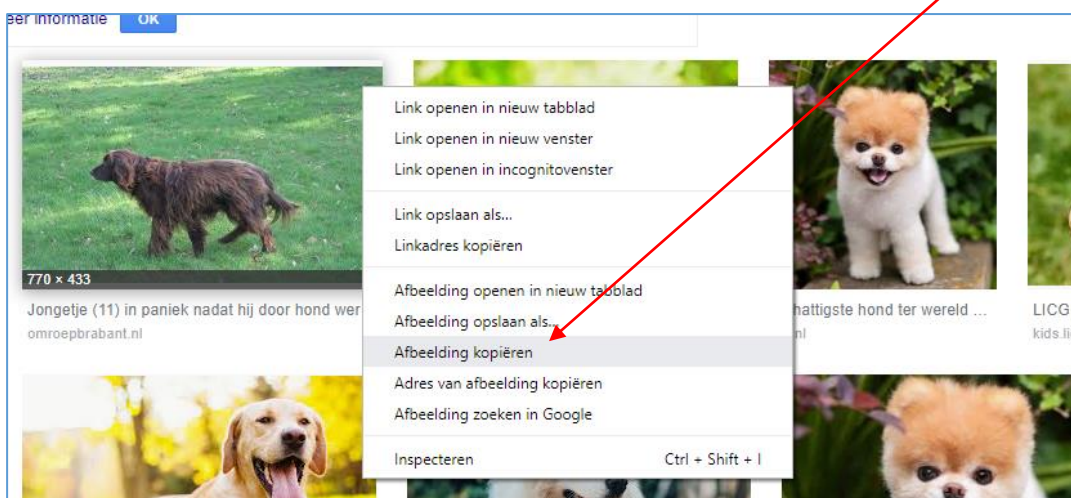 eer informatie OK
Link openen in nieuw tabblad
Link openen in nieuw venster
Link openen in incognitovenster
Link opslaan als...
Linkadres kopiëren
Afbeelding openen in nieuw tabblad
Afbeelding opslaan als...
Afbeelding kopiëren
Adres van afbeelding kopiëren
Afbeelding zoeken in Google
Inspecteren Ctrl + Shift + I
770 × 433
Jongetje (11) in paniek nadat hij door hond wer
omroepbrabant.nl
hattigste hond ter wereld ...
nl
LICG
kids.li